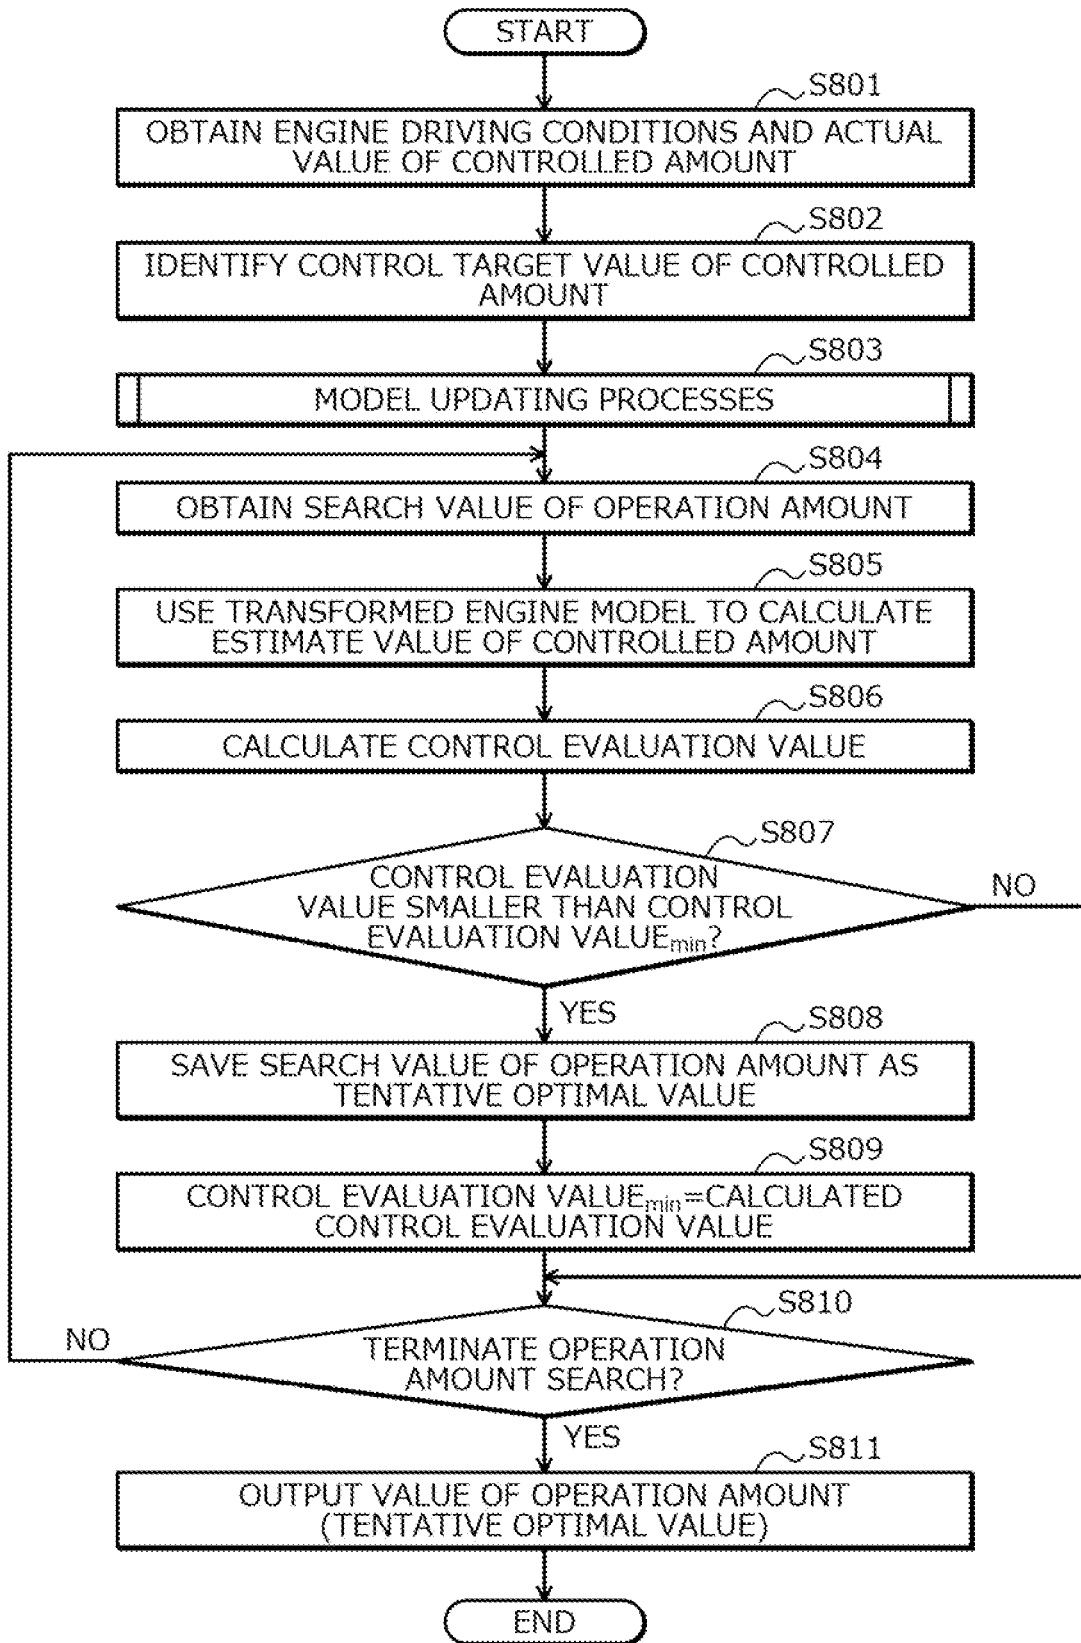 START
S801
OBTAIN ENGINE DRIVING CONDITIONS AND ACTUAL
VALUE OF CONTROLLED AMOUNT
S802
IDENTIFY CONTROL TARGET VALUE OF CONTROLLED
AMOUNT
S803
MODEL UPDATING PROCESSES
S804
OBTAIN SEARCH VALUE OF OPERATION AMOUNT
S805
USE TRANSFORMED ENGINE MODEL TO CALCULATE
ESTIMATE VALUE OF CONTROLLED AMOUNT
S806
CALCULATE CONTROL EVALUATION VALUE
S807
CONTROL EVALUATION
VALUE SMALLER THAN CONTROL
EVALUATION VALUEmin?
NO
YES
S808
SAVE SEARCH VALUE OF OPERATION AMOUNT AS
TENTATIVE OPTIMAL VALUE
S809
CONTROL EVALUATION VALUEmin=CALCULATED
CONTROL EVALUATION VALUE
S810
NO
TERMINATE OPERATION
AMOUNT SEARCH?
YES
S811
OUTPUT VALUE OF OPERATION AMOUNT
(TENTATIVE OPTIMAL VALUE)
END